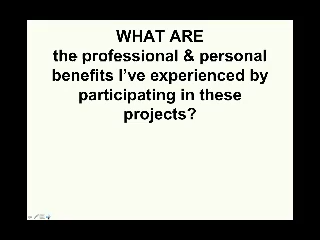 WHAT ARE
the professional & personal
benefits I've experienced by
participating in these
projects?